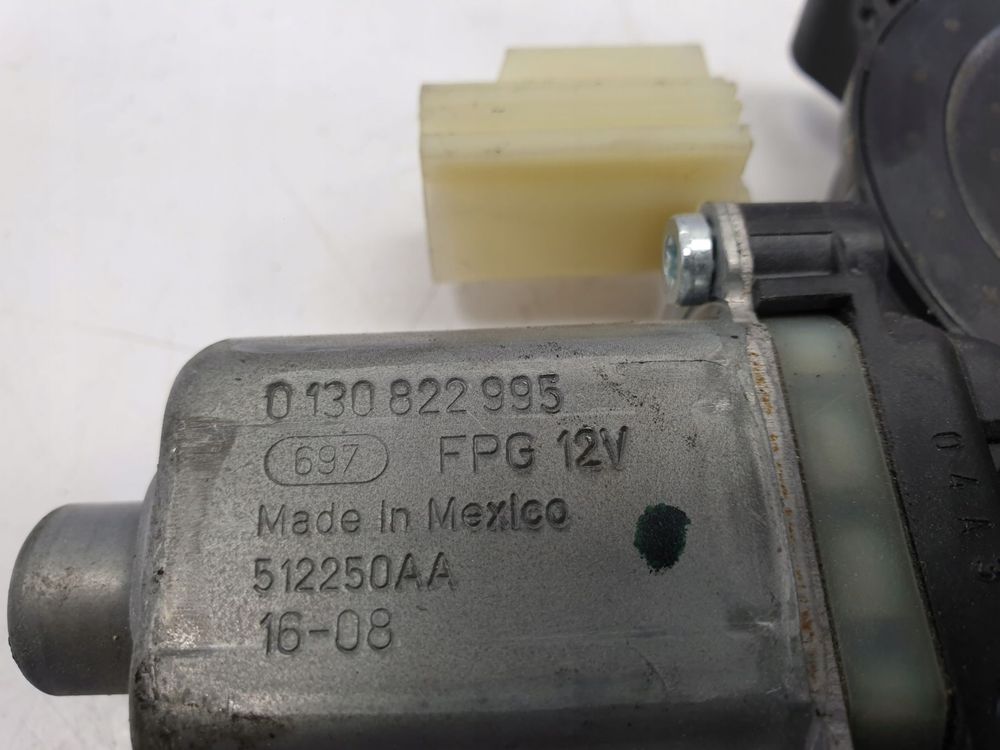 0 130 822 995
697 FPG 12V
Made in Mexico
512250AA
16-08